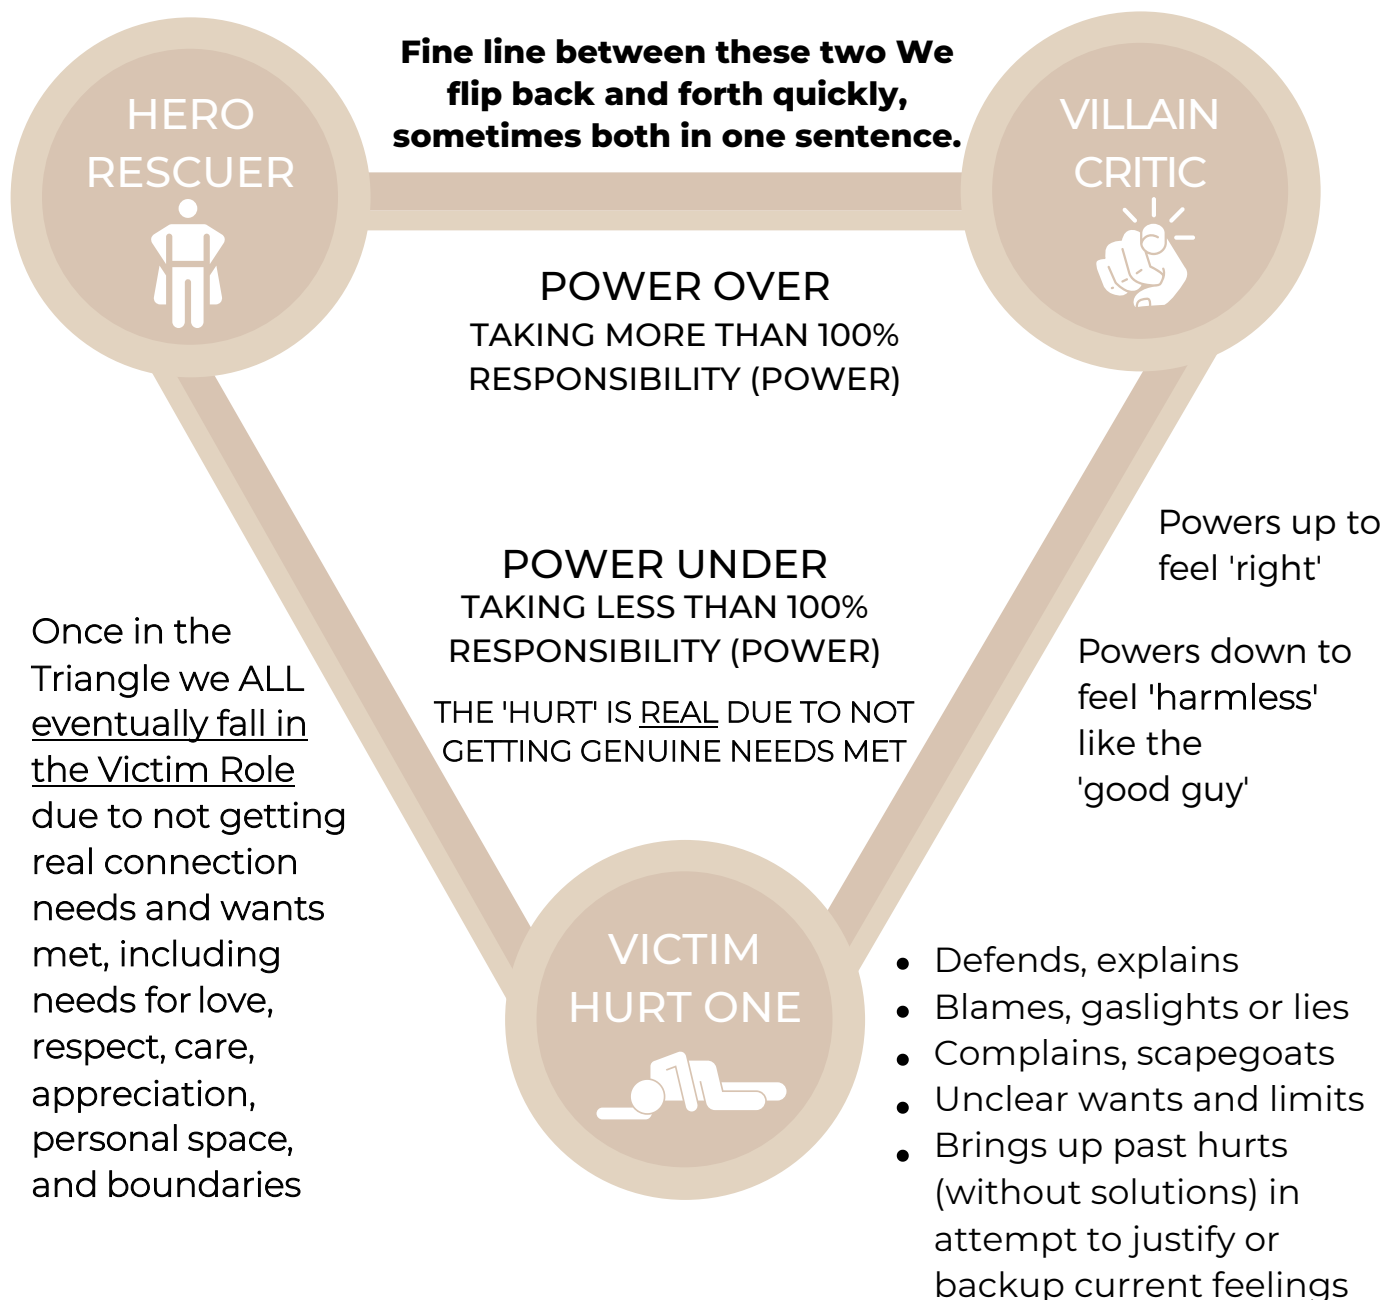 HERO
RESCUER
Fine line between these two We
flip back and forth quickly,
sometimes both in one sentence.
VILLAIN
CRITIC
POWER OVER
TAKING MORE THAN 100%
RESPONSIBILITY (POWER)
POWER UNDER
TAKING LESS THAN 100%
RESPONSIBILITY (POWER)
THE 'HURT' IS REAL DUE TO NOT
GETTING GENUINE NEEDS MET
Powers up to
feel 'right'
Powers down to
feel 'harmless'
like the
'good guy'
Once in the
Triangle we ALL
eventually fall in
the Victim Role
due to not getting
real connection
needs and wants
met, including
needs for love,
respect, care,
appreciation,
personal space,
and boundaries
VICTIM
HURT ONE
• Defends, explains
• Blames, gaslights or lies
• Complains, scapegoats
• Unclear wants and limits
• Brings up past hurts
(without solutions) in
attempt to justify or
backup current feelings